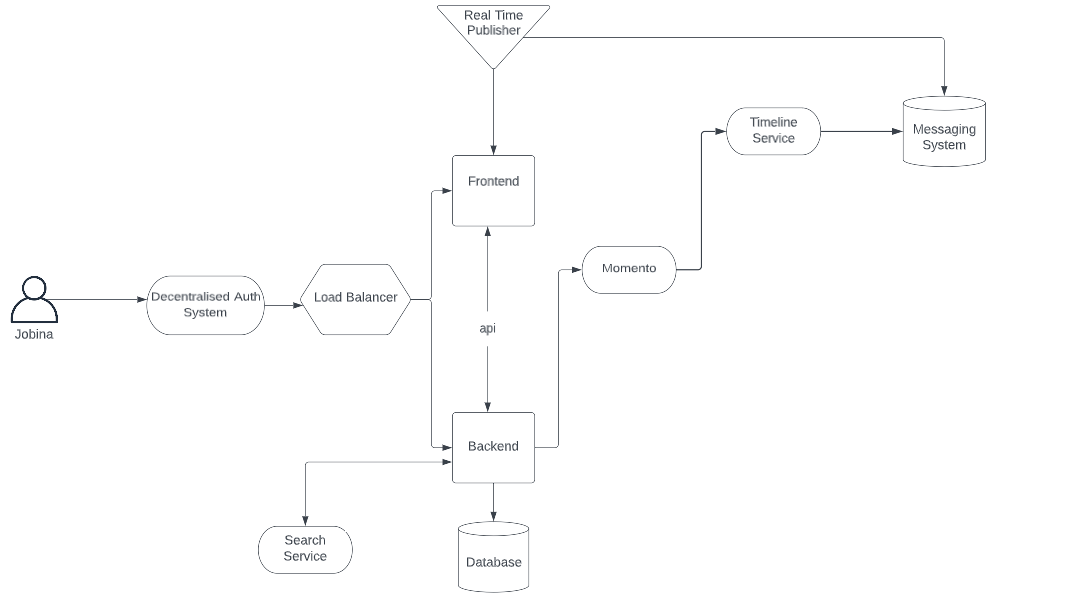 Real Time
Publisher
Timeline
Service
Messaging
System
Frontend
Momento
Decentralised Auth
System
Load Balancer
Jobina
api
Backend
Search
Service
Database